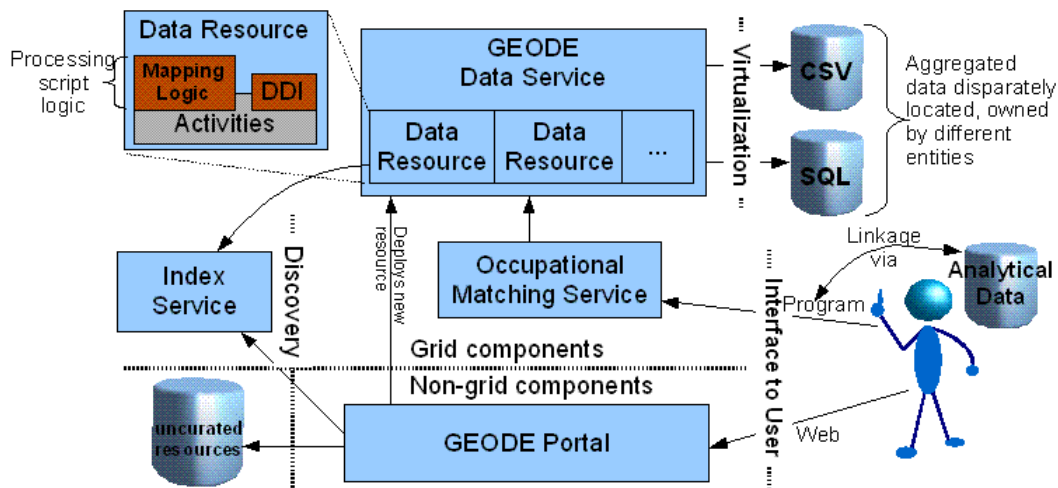 Data Resource
Processing
script
logic
Mapping
Logic
DDI
Activities
GEODE
Data Service
Data
Resource
Data
Resource
...
Virtualization
CSV
SQL
Aggregated
data disparately
located, owned
by different
entities
Index
Service
Discovery
Deploys new
resource
Occupational
Matching Service
Interface to User
Linkage
via
Program
Analytical
Data
Grid components
Non-grid components
uncurated
resources
GEODE Portal
Web